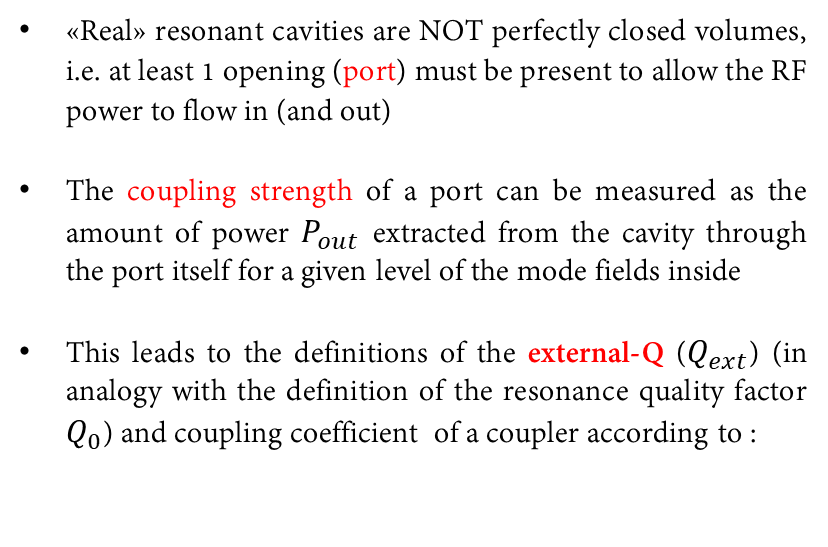 • «Real» resonant cavities are NOT perfectly closed volumes,
i.e. at least 1 opening (port) must be present to allow the RF
power to flow in (and out)
• The coupling strength of a port can be measured as the
amount of power P_out extracted from the cavity through
the port itself for a given level of the mode fields inside
• This leads to the definitions of the external-Q (Q_ext) (in
analogy with the definition of the resonance quality factor
Q_0) and coupling coefficient of a coupler according to :